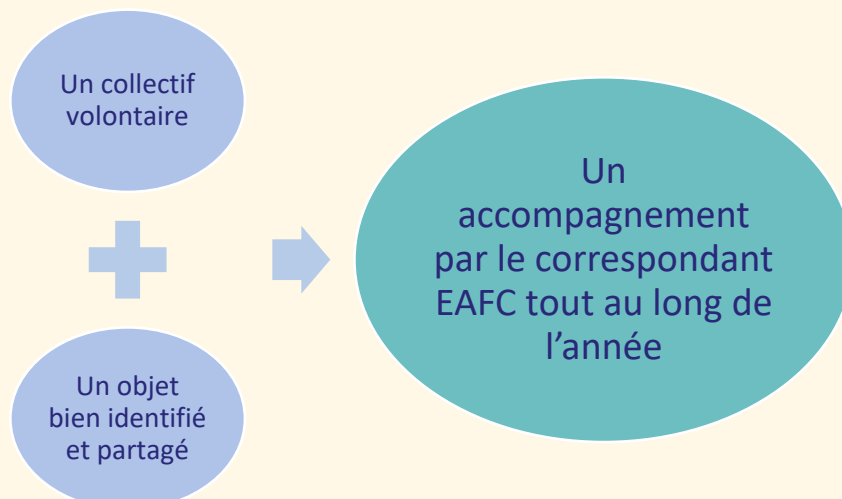 Un collectif
volontaire
Un objet
bien identifié
et partagé
Un
accompagnement
par le correspondant
EAFC tout au long de
l’année